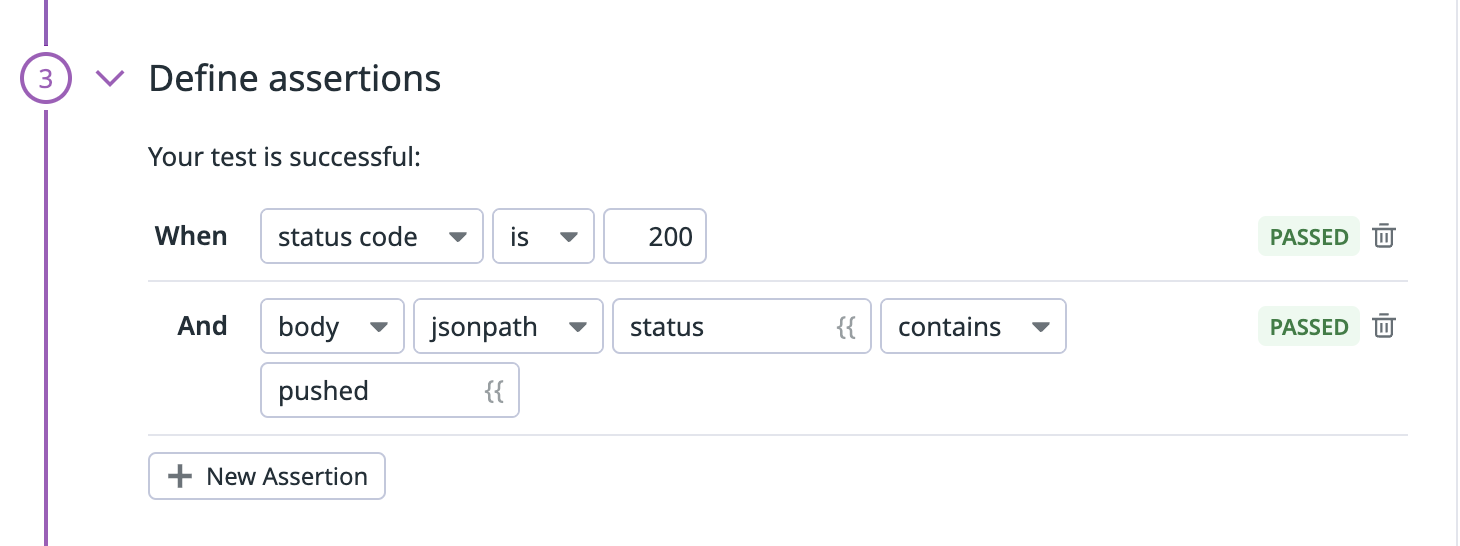 3 Define assertions
Your test is successful:
When status code is 200 PASSED
And body jsonpath status {{ contains PASSED
pushed {{
+ New Assertion